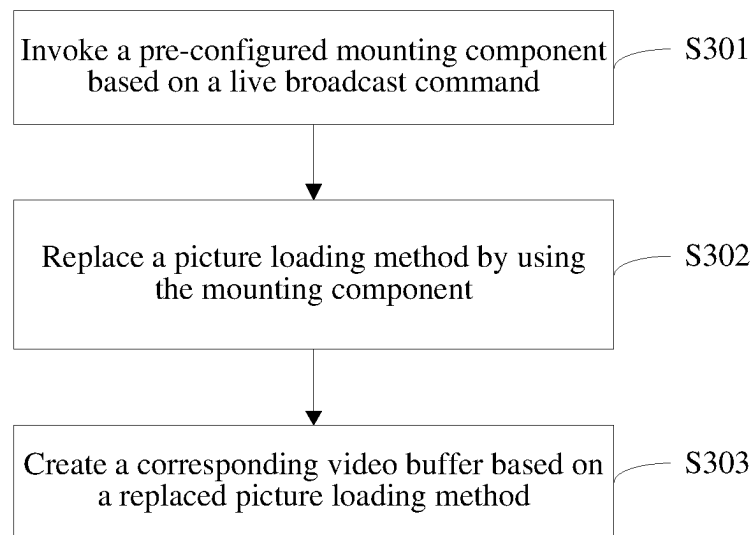 Invoke a pre-configured mounting component
based on a live broadcast command
S301
Replace a picture loading method by using
the mounting component
S302
Create a corresponding video buffer based on
a replaced picture loading method
S303